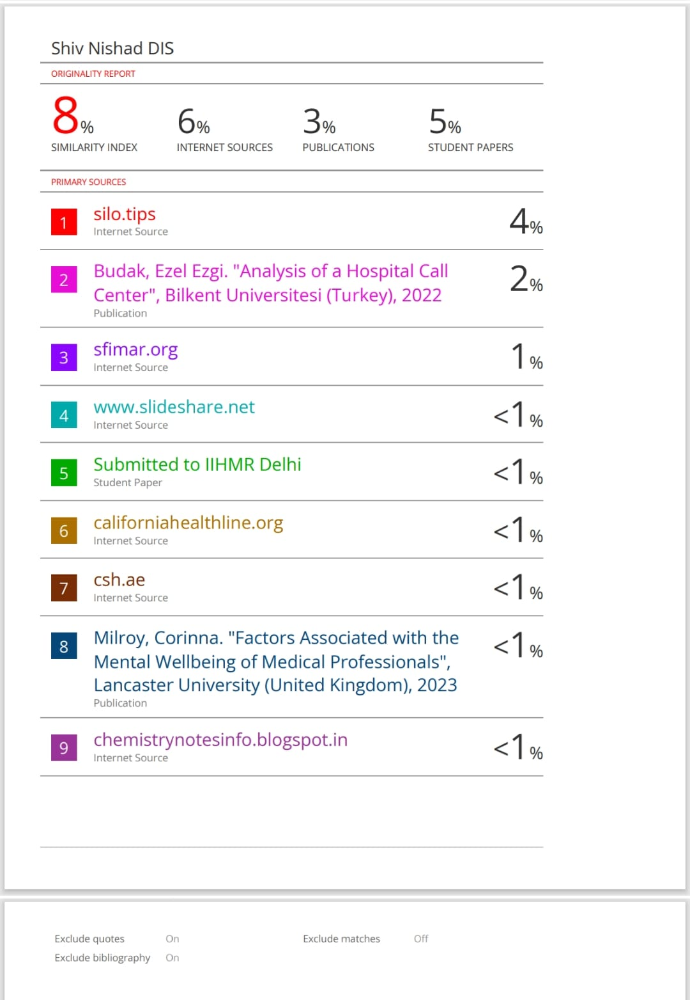 Shiv Nishad DIS
ORIGINALITY REPORT
8% 6% 3% 5%
SIMILARITY INDEX INTERNET SOURCES PUBLICATIONS STUDENT PAPERS
PRIMARY SOURCES
1 silo.tips 4%
Internet Source
2 Budak, Ezel Ezgi. "Analysis of a Hospital Call 2%
Center", Bilkent Universitesi (Turkey), 2022
Publication
3 sfimar.org 1%
Internet Source
4 www.slideshare.net <1%
Internet Source
5 Submitted to IIHMR Delhi <1%
Student Paper
6 californiahealthline.org <1%
Internet Source
7 csh.ae <1%
Internet Source
8 Milroy, Corinna. "Factors Associated with the <1%
Mental Wellbeing of Medical Professionals",
Lancaster University (United Kingdom), 2023
Publication
9 chemistrynotesinfo.blogspot.in <1%
Internet Source
Exclude quotes On Exclude matches Off
Exclude bibliography On